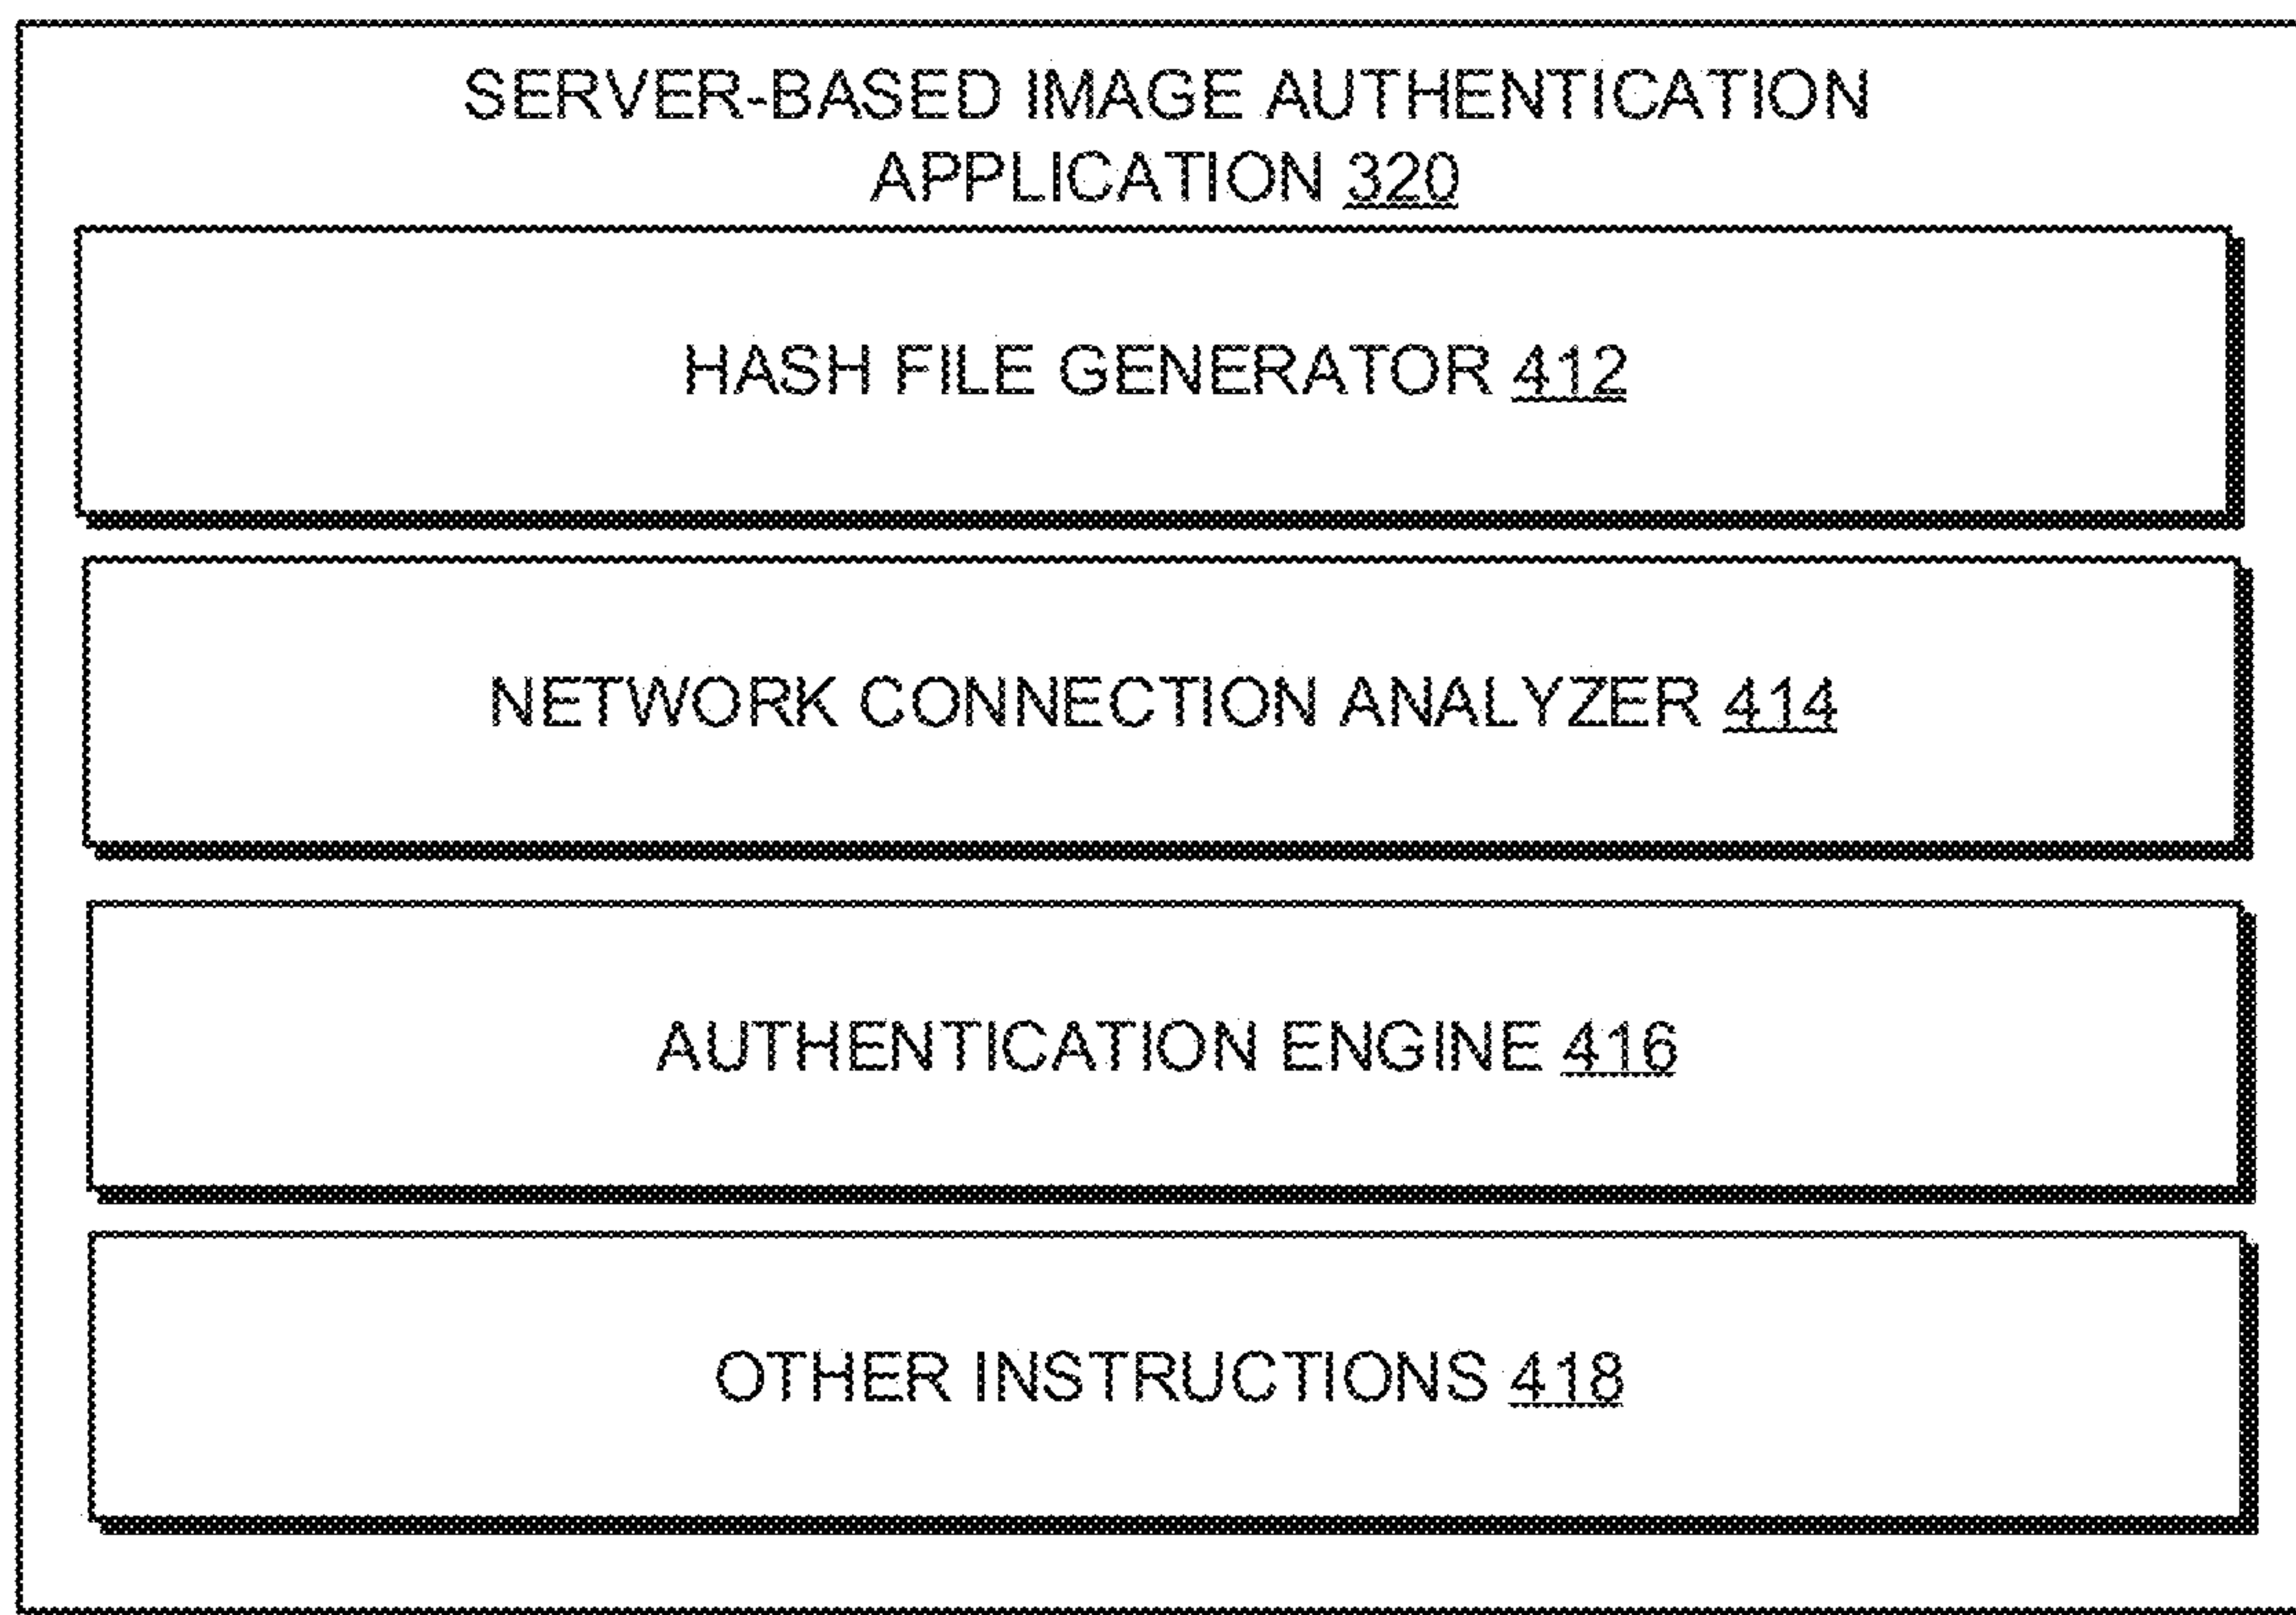 SERVER-BASED IMAGE AUTHENTICATION
APPLICATION 320
HASH FILE GENERATOR 412
NETWORK CONNECTION ANALYZER 414
AUTHENTICATION ENGINE 416
OTHER INSTRUCTIONS 418